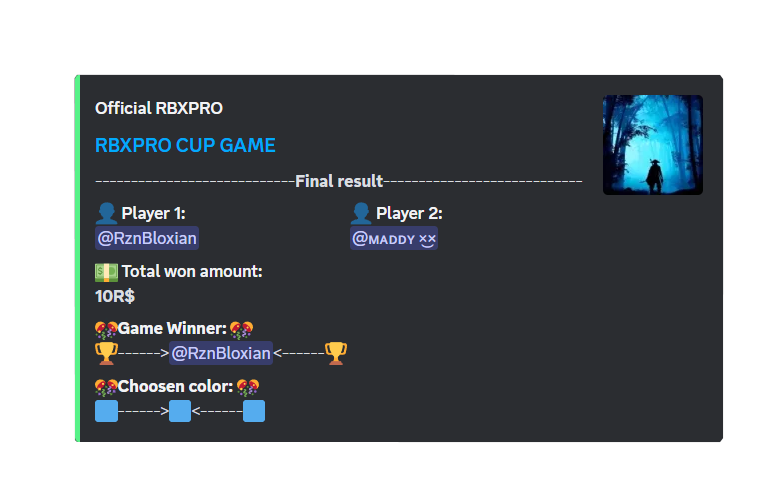 Official RBXPRO
RBXPRO CUP GAME
----------------------------Final result----------------------------
👤 Player 1: 👤 Player 2:
@RznBloxian @ᴍᴀᴅᴅʏ ×͜×
💵 Total won amount:
10R$
🎊Game Winner: 🎊
🏆------>@RznBloxian<------🏆
🎊Choosen color: 🎊
🟦------>🟦<------🟦